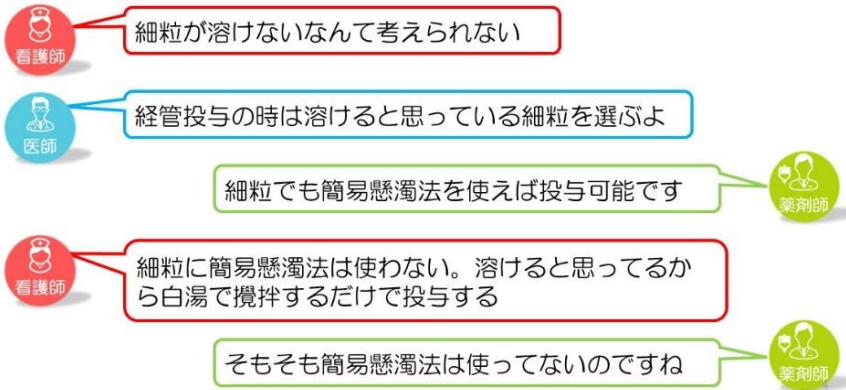 細粒が溶けないなんて考えられない
看護師
経管投与の時は溶けると思っている細粒を選ぶよ
医師
細粒でも簡易懸濁法を使えば投与可能です
薬剤師
細粒に簡易懸濁法は使わない。溶けると思ってるか
ら白湯で攪拌するだけで投与する
看護師
そもそも簡易懸濁法は使ってないのですね
薬剤師